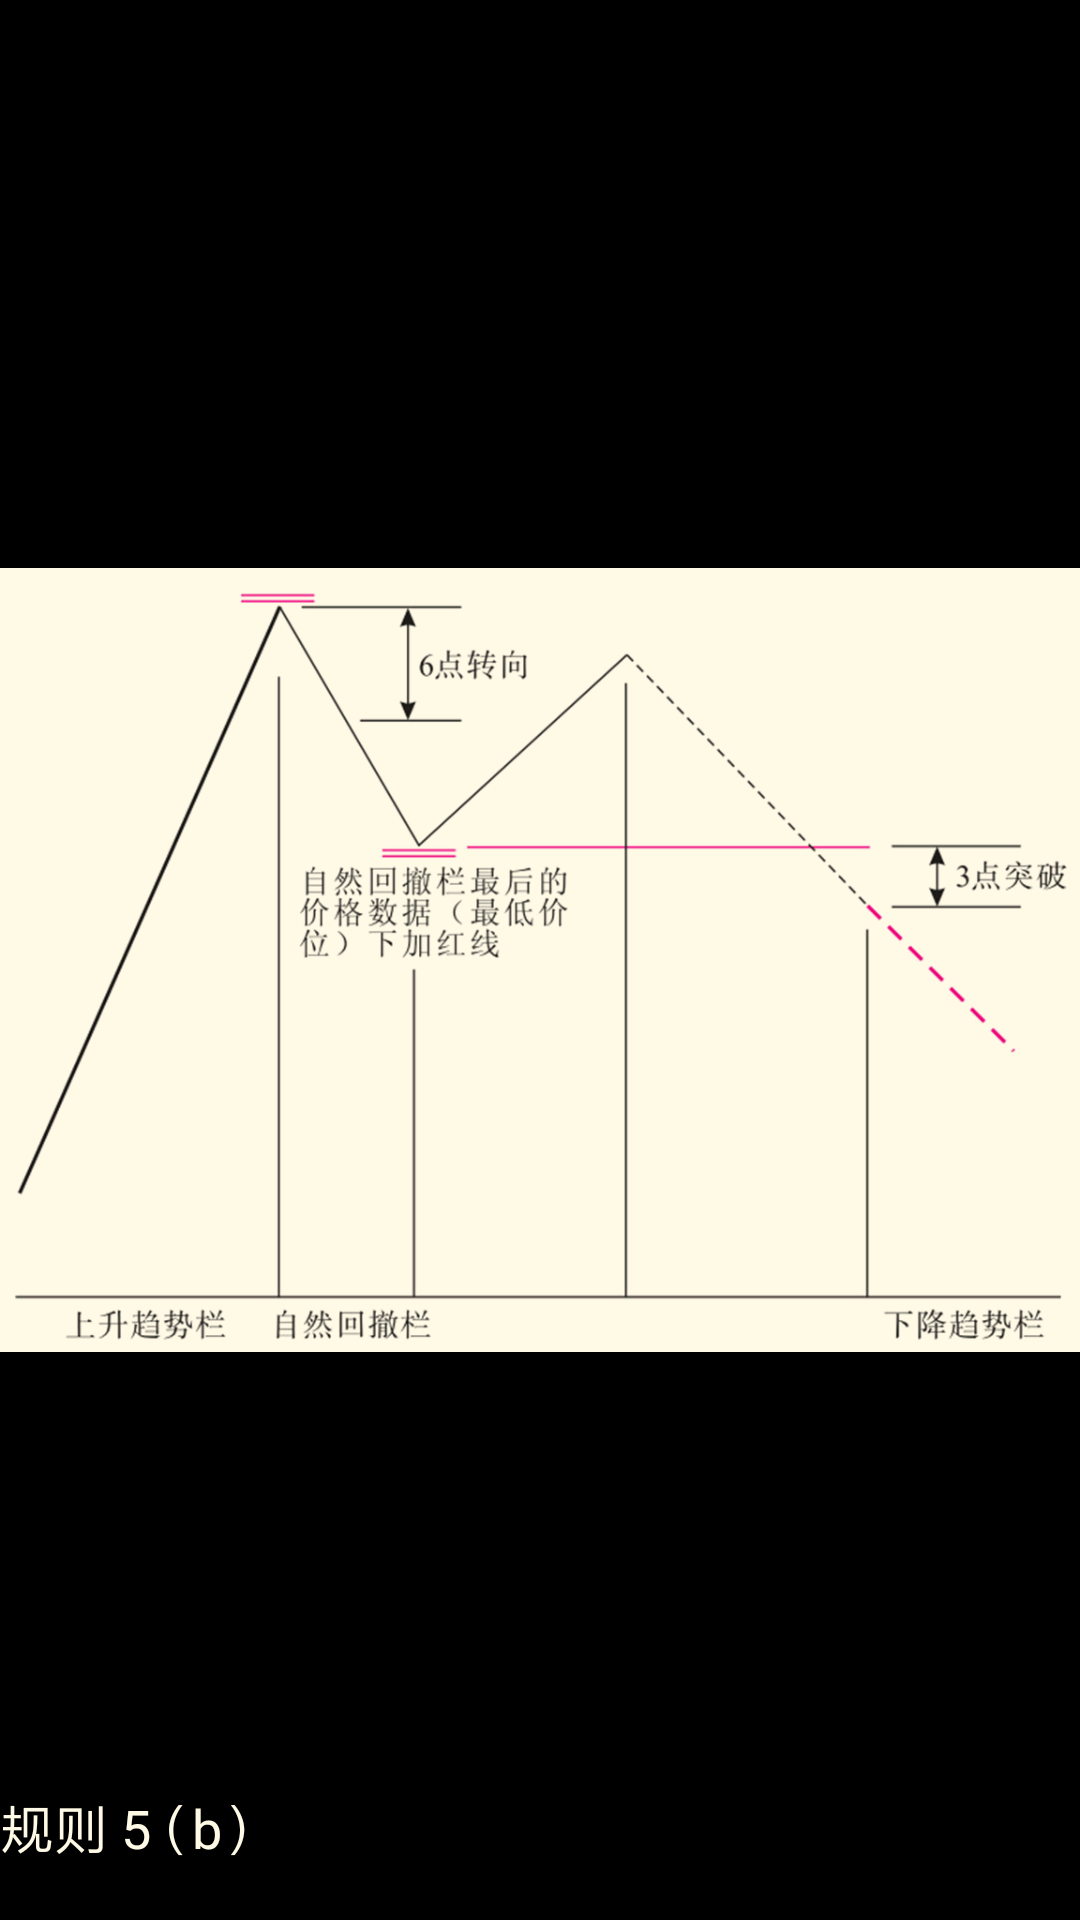 6点转向
3点突破
自然回撤栏最后的
价格数据（最低价
位）下加红线
上升趋势栏
自然回撤栏
下降趋势栏
规则 5(b)